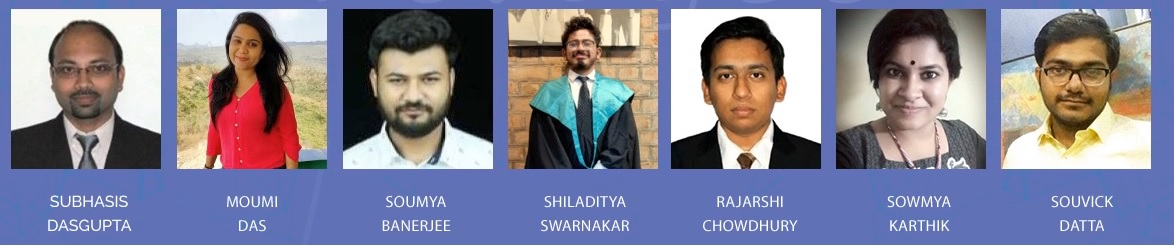 SUBHASIS
DASGUPTA
MOUMI
DAS
SOUMYA
BANERJEE
SHILADITYA
SWARNAKAR
RAJARSHI
CHOWDHURY
SOWMYA
KARTHIK
SOUVICK
DATTA